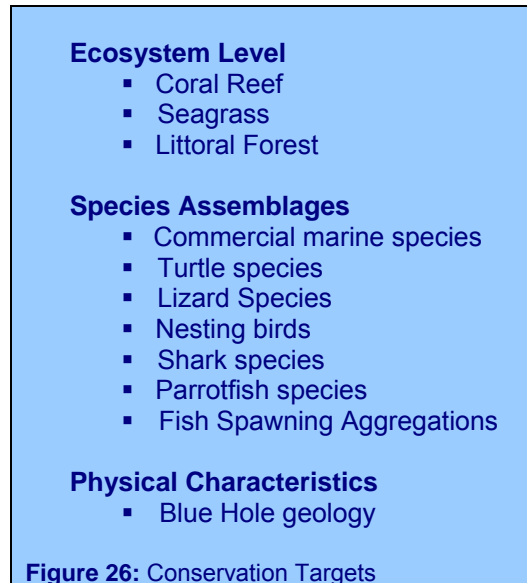 Ecosystem Level
▪ Coral Reef
▪ Seagrass
▪ Littoral Forest
Species Assemblages
▪ Commercial marine species
▪ Turtle species
▪ Lizard Species
▪ Nesting birds
▪ Shark species
▪ Parrotfish species
▪ Fish Spawning Aggregations
Physical Characteristics
▪ Blue Hole geology
Figure 26: Conservation Targets